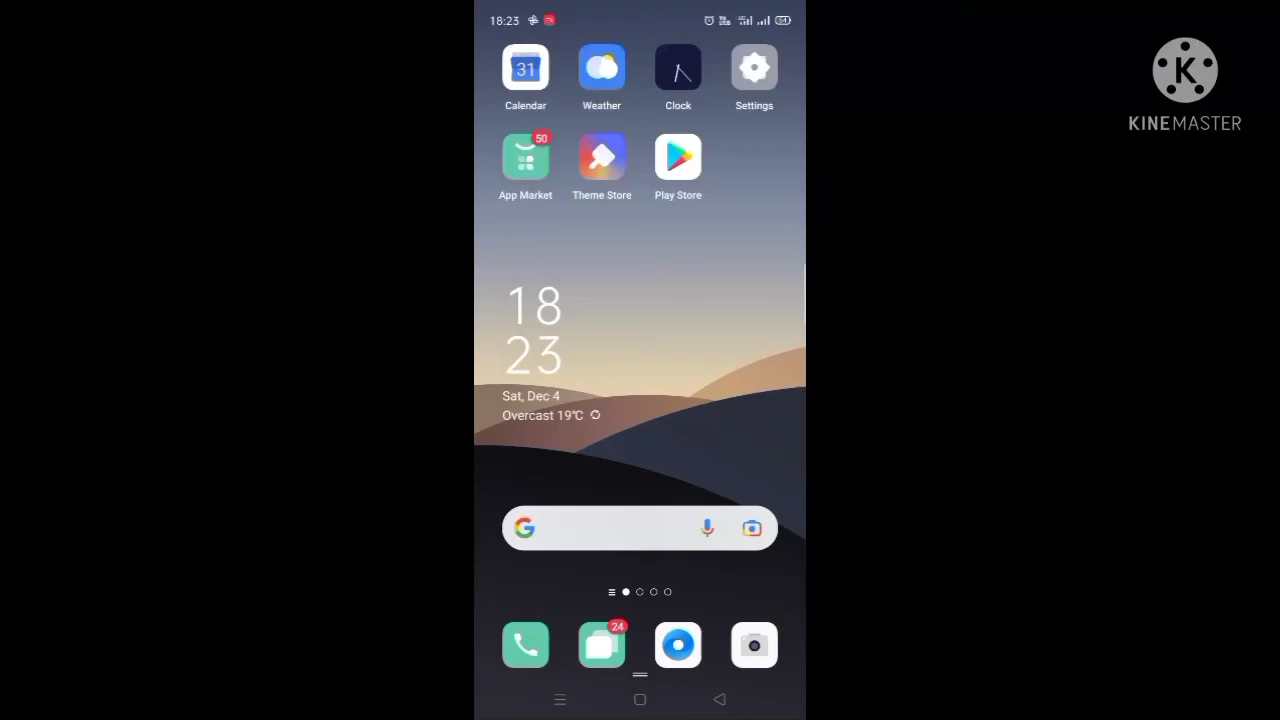 18:23
54
KINEMASTER
K
31
Calendar
Weather
Clock
Settings
50
App Market
Theme Store
Play Store
18
23
Sat, Dec 4
Overcast 19℃
G
24